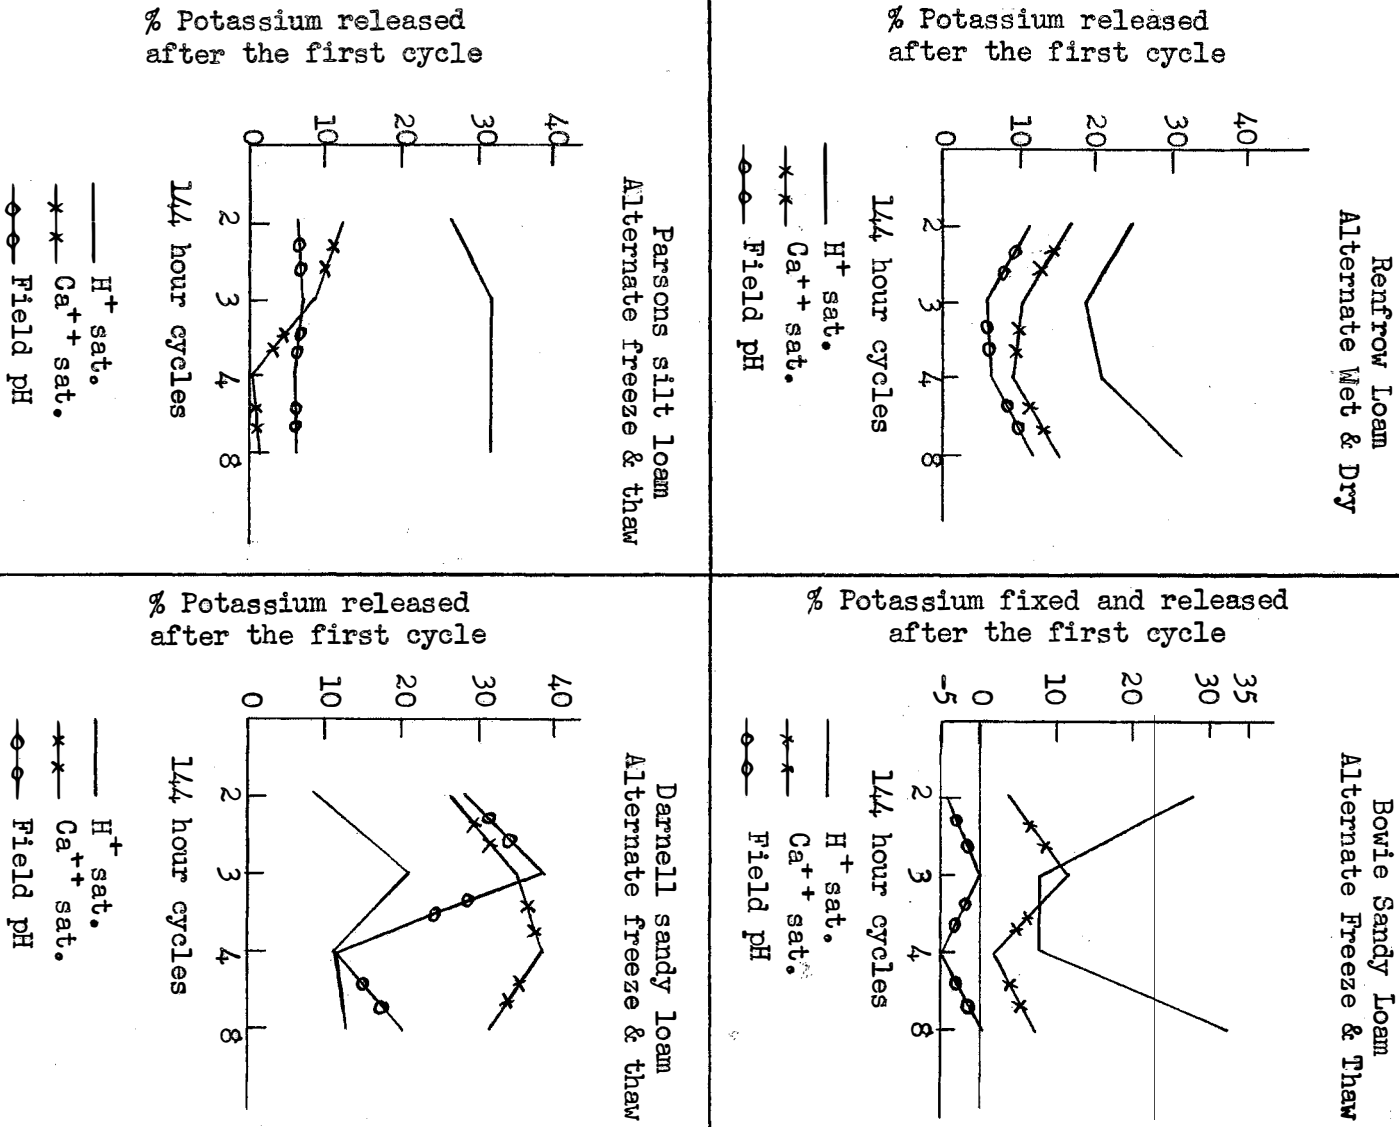 % Potassium released
after the first cycle
0
10
20
30
40
2
3
4
8
144 hour cycles
H+ sat.
Ca++ sat.
Field pH
Parsons silt loam
Alternate freeze & thaw
% Potassium released
after the first cycle
0
10
20
30
40
2
3
4
8
144 hour cycles
H+ sat.
Ca++ sat.
Field pH
Renfrow Loam
Alternate Wet & Dry
% Potassium released
after the first cycle
0
10
20
30
40
2
3
4
8
144 hour cycles
H+ sat.
Ca++ sat.
Field pH
Darnell sandy loam
Alternate freeze & thaw
% Potassium fixed and released
after the first cycle
-5
0
10
20
30
35
2
3
4
8
144 hour cycles
H+ sat.
Ca++ sat.
Field pH
Bowie Sandy Loam
Alternate Freeze & Thaw